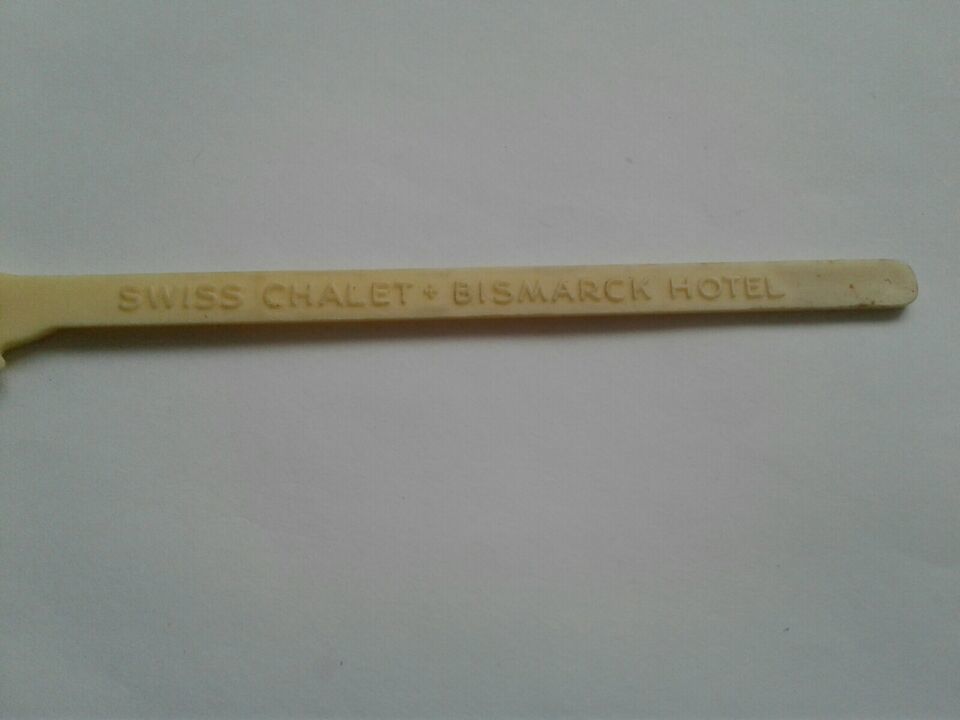 SWISS CHALET + BISMARCK HOTEL